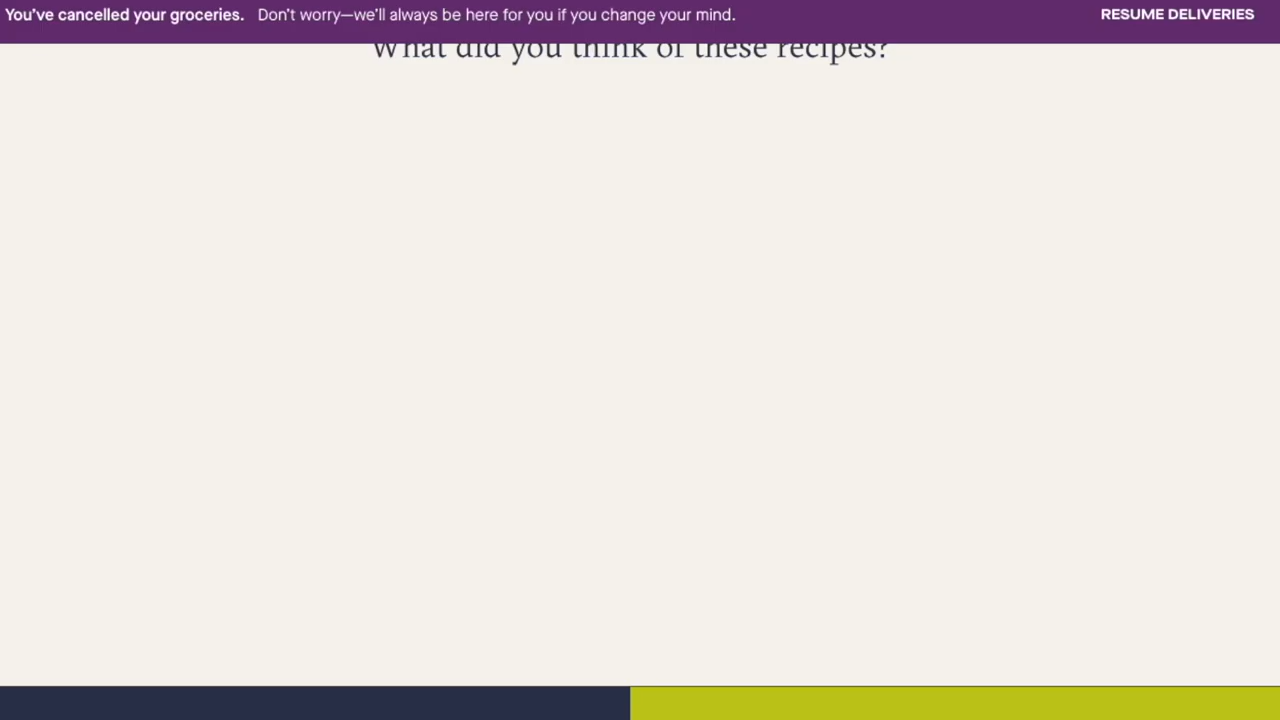 You've cancelled your groceries. Don't worry—we'll always be here for you if you change your mind.
RESUME DELIVERIES
What did you think of these recipes?